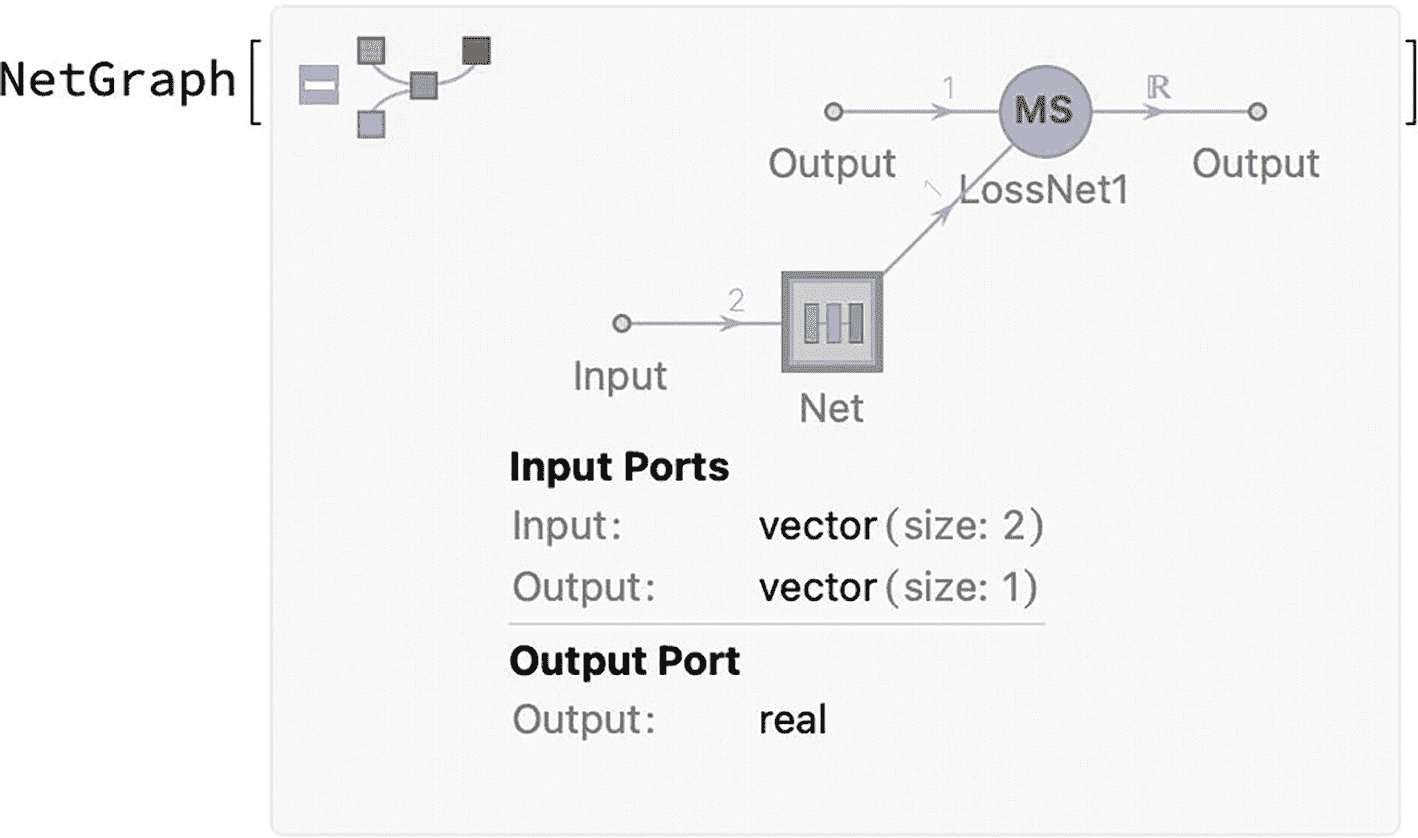 NetGraph[
]
1
MS
ℝ
Output
LossNet1
Output
1
2
Input
Net
Input Ports
Input: vector (size: 2)
Output: vector (size: 1)
Output Port
Output: real